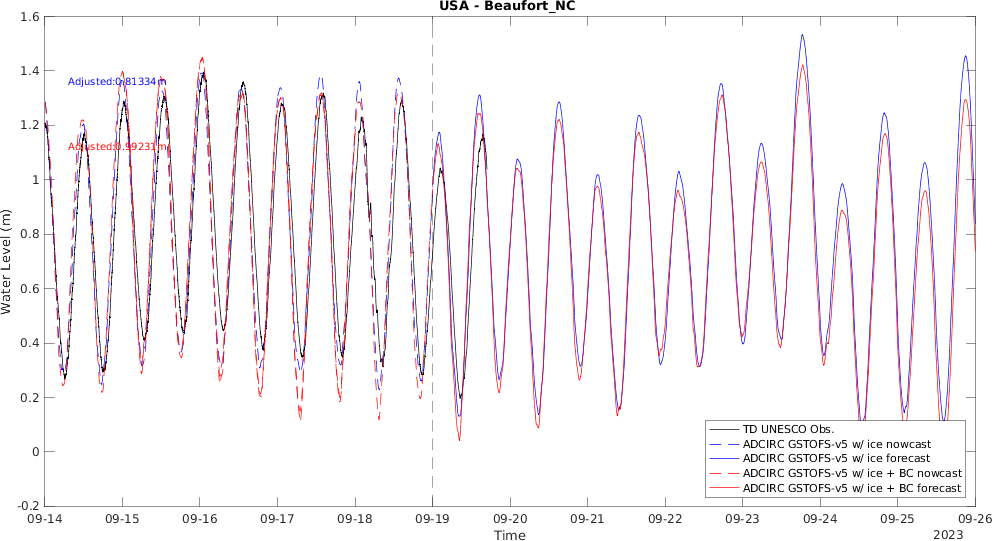 USA - Beaufort_NC
1.6
1.4
1.2
1
0.8
0.6
0.4
0.2
0
-0.2
Water Level (m)
Adjusted:0.81334m
Adjusted:0.99231m
TD UNESCO Obs.
ADCIRC GSTOFS-v5 w/ ice nowcast
ADCIRC GSTOFS-v5 w/ ice forecast
ADCIRC GSTOFS-v5 w/ ice + BC nowcast
ADCIRC GSTOFS-v5 w/ ice + BC forecast
09-14 09-15 09-16 09-17 09-18 09-19 09-20 09-21 09-22 09-23 09-24 09-25 09-26
Time
2023